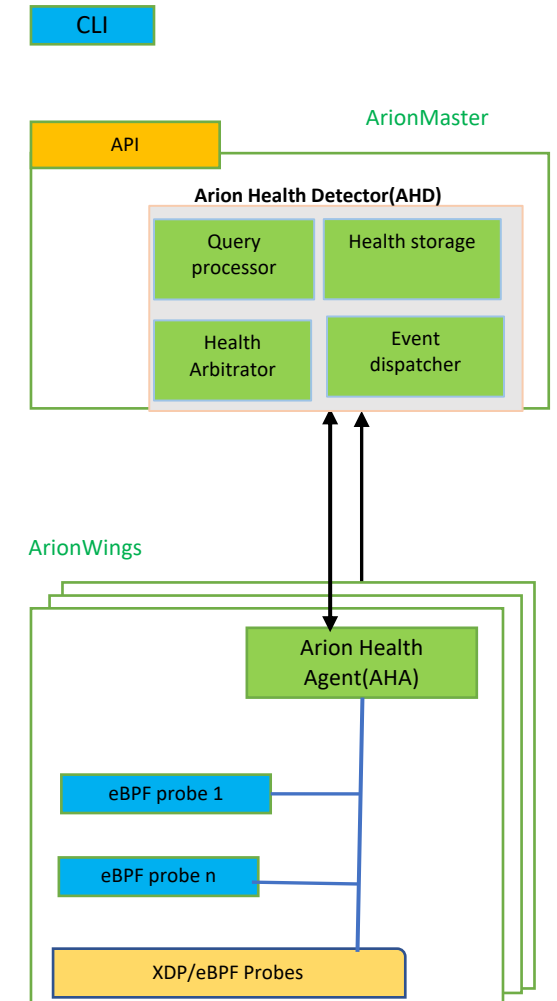 CLI
ArionMaster
API
Arion Health Detector(AHD)
Query
processor
Health storage
Health
Arbitrator
Event
dispatcher
ArionWings
Arion Health
Agent(AHA)
eBPF probe 1
eBPF probe n
XDP/eBPF Probes